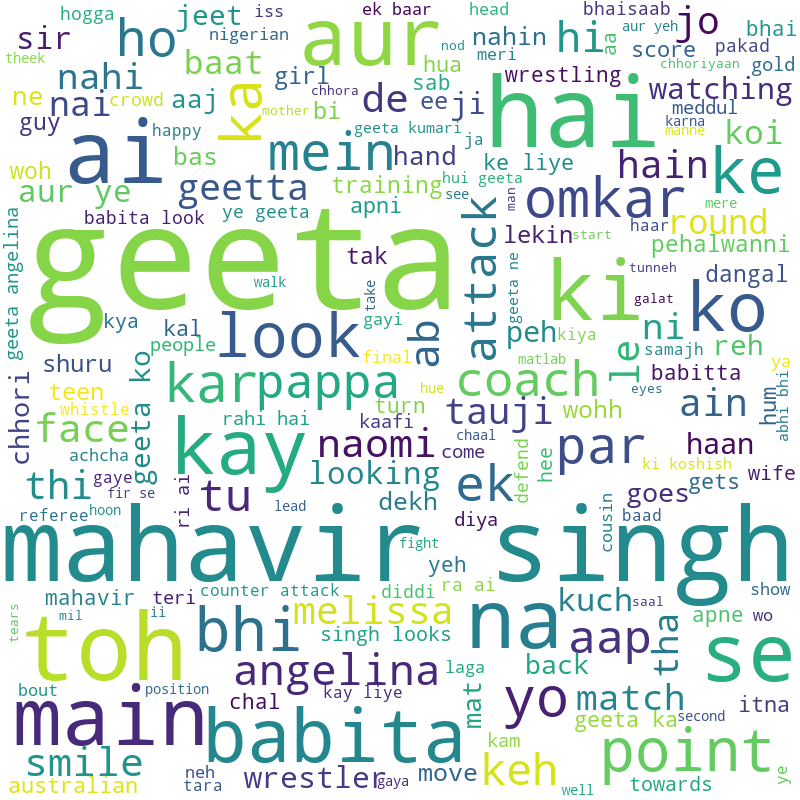 hogga jeet iss ek baar head bhaisaab jo
sir ho nigerian aur nahin hi aa aur yeh pakad bhai
nod meri score gold
nahi baat hua wrestling chhoriyaan
ne nai crowd aaj girl sab de ee ji watching
chhora meddul
guy ka mother bi hai karna koi
happy geeta kumari ja manne
ai bas mein hand ke liye hain ke
woh hui geeta
aur ye geetta training see man omkar mere round
babita look ye geeta apni attack lekin haar
geeta angelina geeta tak geeta ne start pehalwanni
walk tunneh dangal
take ki galat ko
kya kal look gayi ab peh kiya ni reh
people final matlab le samajh ya
shuru geeta ko karpappa coach babitta
teen hue eyes hum abhi bhi
chhori whistle turn tauji wohh ain
face rahi hai kaafi
kay naomi chaal par haan
achcha come ki koshish
thi gaye ri ai looking ek defend hee gets wife
fir se tu dekh goes
referee hoon lead diya cousin baad
mahavir singh
fight
yeh
counter attack ra ai show
mahavir teri diddi kuch saal apne wo
tears mil ii melissa
toh bhi singh looks na aap tha se
angelina laga back
bout position
main chal kay liye mat yo match itna
babita geeta ka second
smile kam point
neh wrestler move keh towards ye
australian tara gaya well